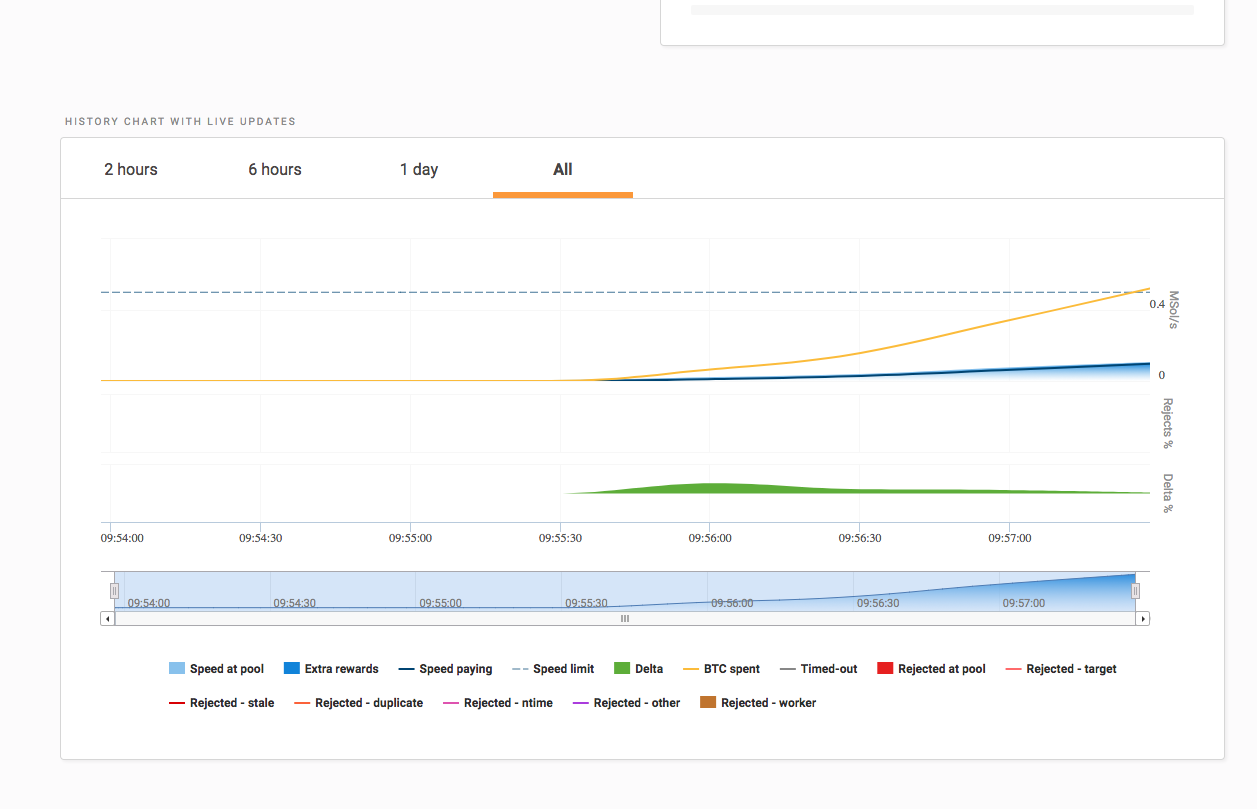 HISTORY CHART WITH LIVE UPDATES
2 hours 6 hours 1 day All
0.4
MSol/s
0
Rejects %
Delta %
09:54:00 09:54:30 09:55:00 09:55:30 09:56:00 09:56:30 09:57:00
09:54:00 09:54:30 09:55:00 09:55:30 09:56:00 09:56:30 09:57:00
Speed at pool Extra rewards Speed paying Speed limit Delta BTC spent Timed-out Rejected at pool Rejected - target
Rejected - stale Rejected - duplicate Rejected - ntime Rejected - other Rejected - worker